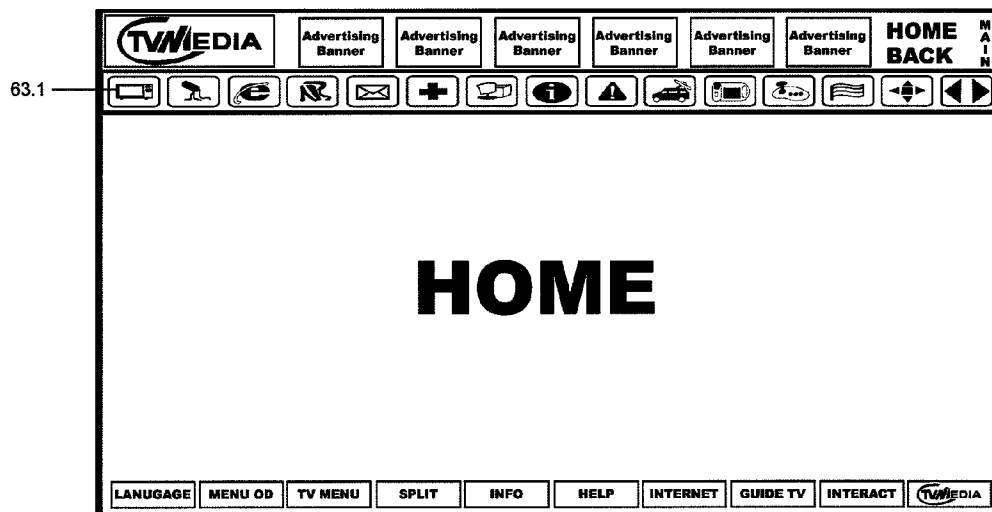 TVMEDIA
Advertising Banner
Advertising Banner
Advertising Banner
Advertising Banner
Advertising Banner
Advertising Banner
HOME
BACK
MAIN
63.1
HOME
LANUGAGE
MENU OD
TV MENU
SPLIT
INFO
HELP
INTERNET
GUIDE TV
INTERACT
TVMEDIA